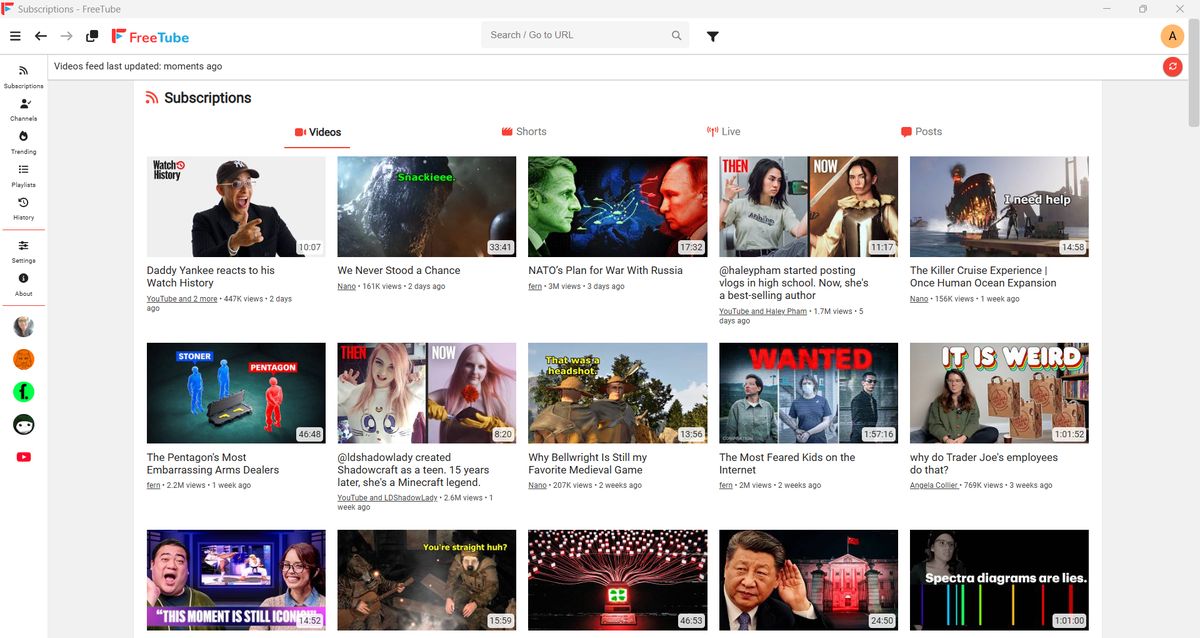 Subscriptions - FreeTube
FreeTube
Search / Go to URL
A
Videos feed last updated: moments ago
Subscriptions
Channels
Trending
Playlists
History
Settings
About
Subscriptions
Videos
Shorts
Live
Posts
Watch
History
10:07
Snackieee.
33:41
17:32
THEN
NOW
11:17
I need help
14:58
Daddy Yankee reacts to his
Watch History
YouTube and 2 more • 447K views • 2 days
ago
We Never Stood a Chance
Nano • 161K views • 2 days ago
NATO's Plan for War With Russia
fern • 3M views • 3 days ago
@haleypham started posting
vlogs in high school. Now, she's
a best-selling author
YouTube and Haley Pham • 1.7M views • 5
days ago
The Killer Cruise Experience |
Once Human Ocean Expansion
Nano • 156K views • 1 week ago
STONER
PENTAGON
46:48
THEN
NOW
8:20
That was a
headshot.
13:56
WANTED
1:57:16
IT IS WEIRD
1:01:52
The Pentagon's Most
Embarrassing Arms Dealers
fern • 2.2M views • 1 week ago
@ldshadowlady created
Shadowcraft as a teen. 15 years
later, she's a Minecraft legend.
YouTube and LDShadowLady • 2.6M views • 1
week ago
Why Bellwright Is Still my
Favorite Medieval Game
Nano • 207K views • 2 weeks ago
The Most Feared Kids on the
Internet
fern • 2M views • 2 weeks ago
why do Trader Joe's employees
do that?
Angela Collier • 769K views • 3 weeks ago
"THIS MOMENT IS STILL ICONIC!"
14:52
You're straight huh?
15:59
46:53
24:50
Spectra diagrams are lies.
1:01:00